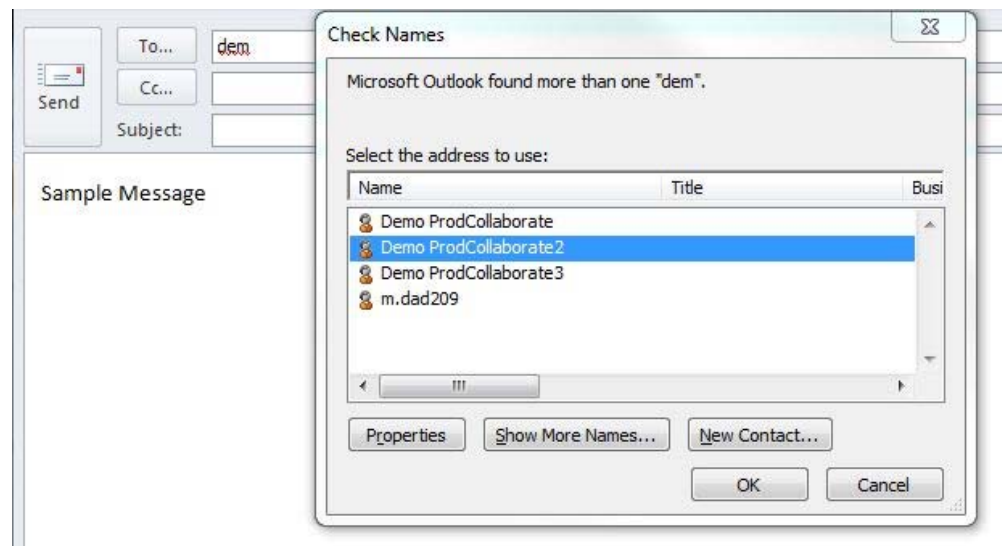 Check Names
To...
dem
Send
Cc...
Subject:
Sample Message
Microsoft Outlook found more than one "dem".
Select the address to use:
Name Title Busi
Demo ProdCollaborate
Demo ProdCollaborate2
Demo ProdCollaborate3
m.dad209
Properties Show More Names... New Contact...
OK Cancel